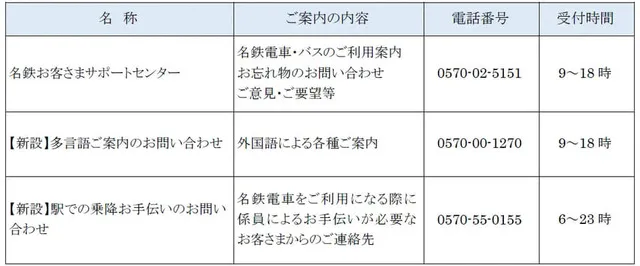 名 称 ご案内の内容 電話番号 受付時間
名鉄お客さまサポートセンター
名鉄電車・バスのご利用案内
お忘れ物のお問い合わせ
ご意見・ご要望等
0570-02-5151 9～18 時
【新設】多言語ご案内のお問い合わせ 外国語による各種ご案内 0570-00-1270 9～18 時
【新設】駅での乗降お手伝いのお問い
合わせ
名鉄電車をご利用になる際に
係員によるお手伝いが必要な
お客さまからのご連絡先
0570-55-0155 6～23 時